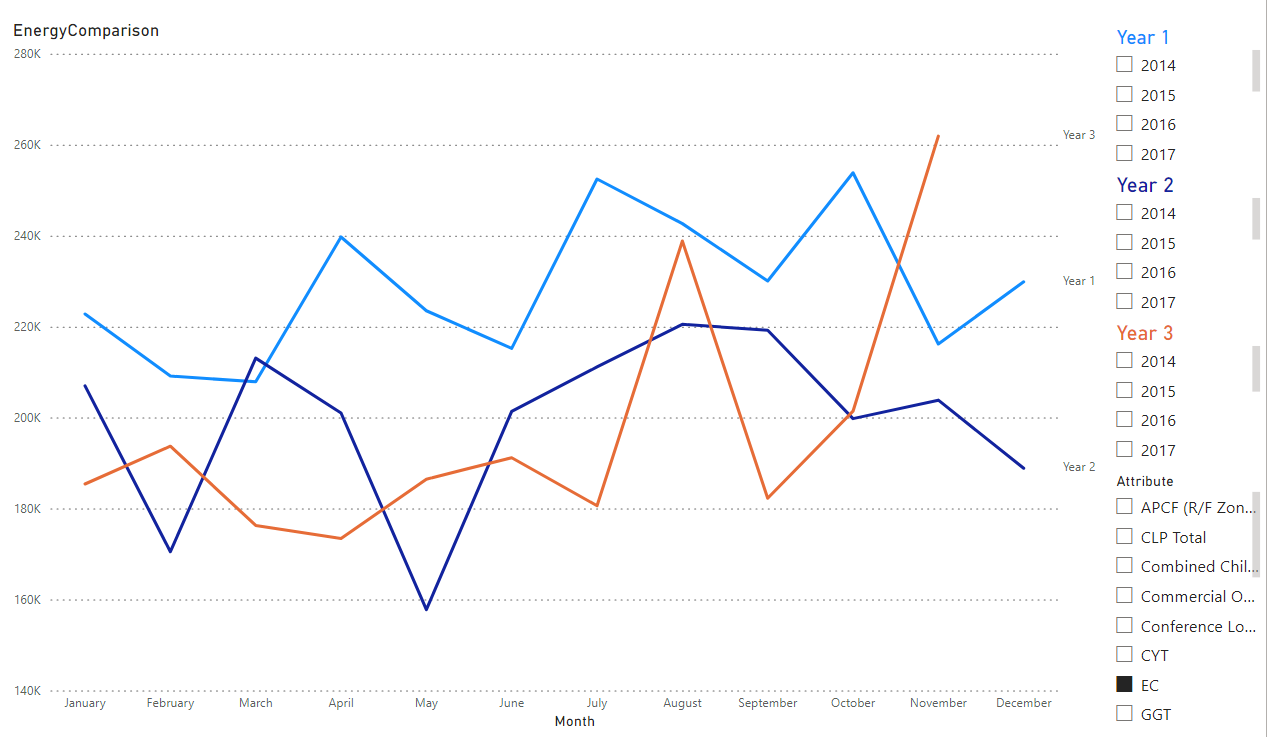 EnergyComparison
280K
260K
240K
220K
200K
180K
160K
140K
January February March April May June July August September October November December
Month
Year 3
Year 1
Year 2
Year 1
2014
2015
2016
2017
Year 2
2014
2015
2016
2017
Year 3
2014
2015
2016
2017
Attribute
APCF (R/F Zon...
CLP Total
Combined Chil...
Commercial O...
Conference Lo...
CYT
EC
GGT